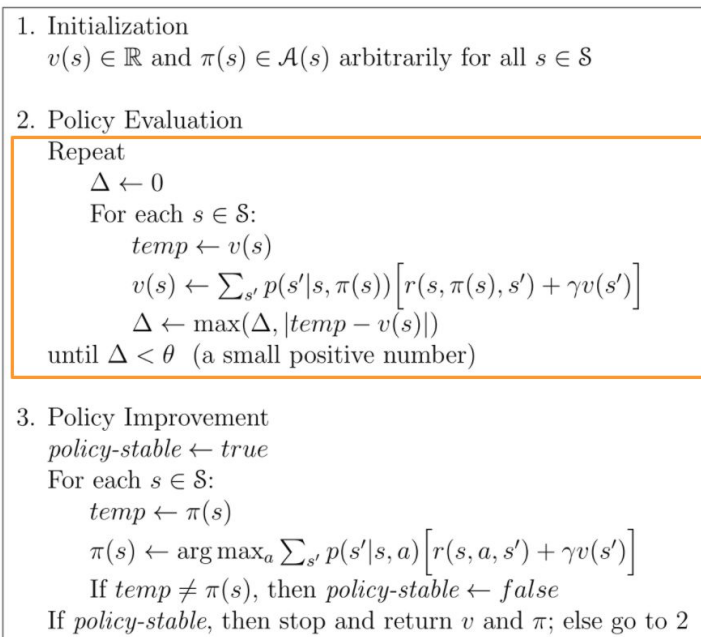 1. Initialization
v(s) ∈ ℝ and π(s) ∈ 𝒜(s) arbitrarily for all s ∈ 𝒮
2. Policy Evaluation
Repeat
Δ ← 0
For each s ∈ 𝒮:
temp ← v(s)
v(s) ← ∑_{s′} p(s′|s, π(s)) [r(s, π(s), s′) + γv(s′)]
Δ ← max(Δ, |temp − v(s)|)
until Δ < θ (a small positive number)
3. Policy Improvement
policy-stable ← true
For each s ∈ 𝒮:
temp ← π(s)
π(s) ← arg max_a ∑_{s′} p(s′|s, a) [r(s, a, s′) + γv(s′)]
If temp ≠ π(s), then policy-stable ← false
If policy-stable, then stop and return v and π; else go to 2